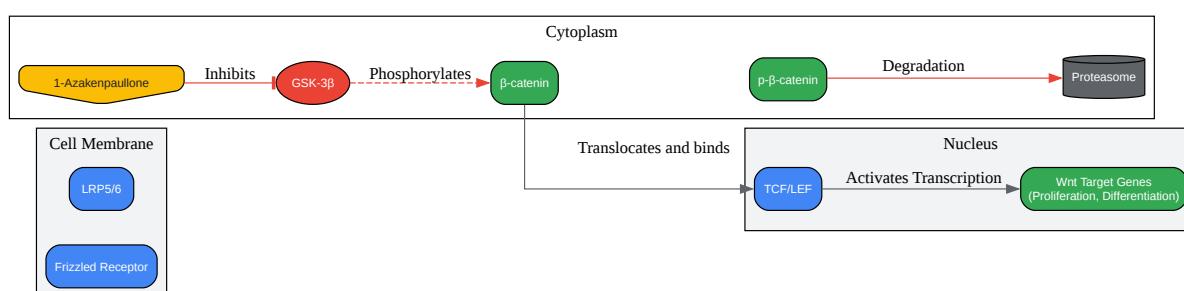 Cytoplasm
1-Azakenpaullone
Inhibits
GSK-3β
Phosphorylates
β-catenin
p-β-catenin
Degradation
Proteasome
Cell Membrane
LRP5/6
Frizzled Receptor
Translocates and binds
Nucleus
TCF/LEF
Activates Transcription
Wnt Target Genes
(Proliferation, Differentiation)